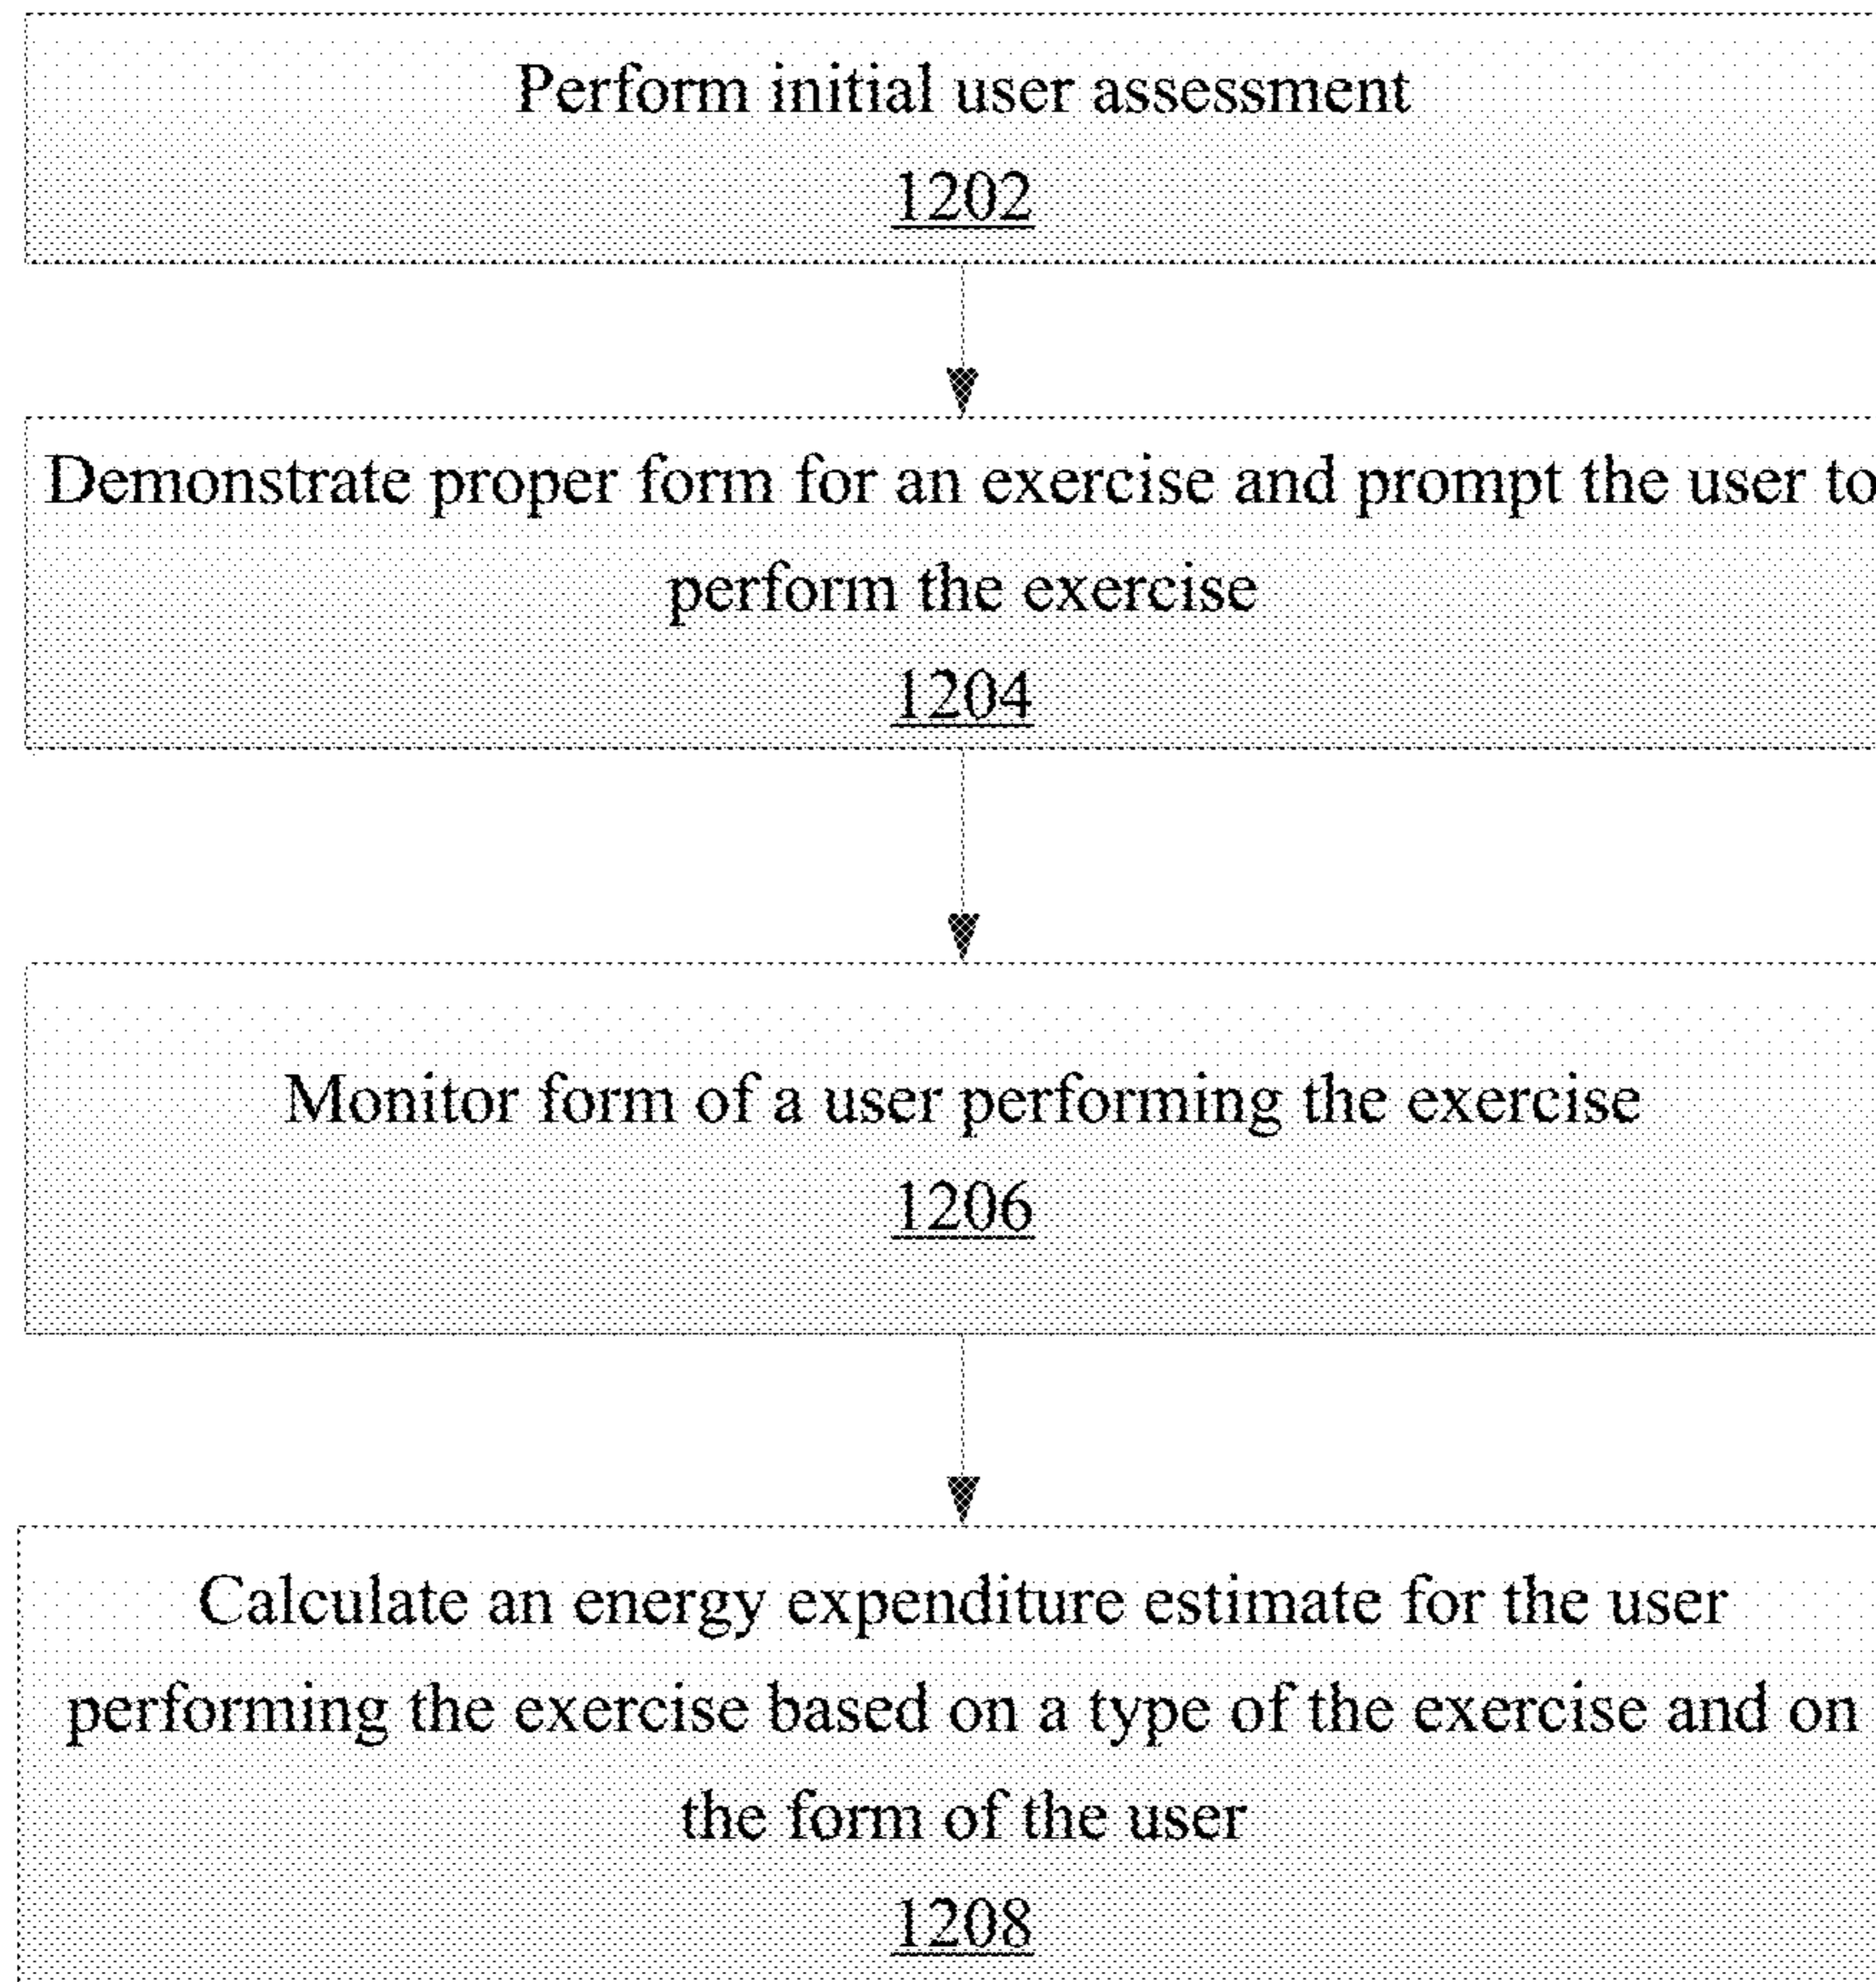 Perform initial user assessment
1202
Demonstrate proper form for an exercise and prompt the user to
perform the exercise
1204
Monitor form of a user performing the exercise
1206
Calculate an energy expenditure estimate for the user
performing the exercise based on a type of the exercise and on
the form of the user
1208